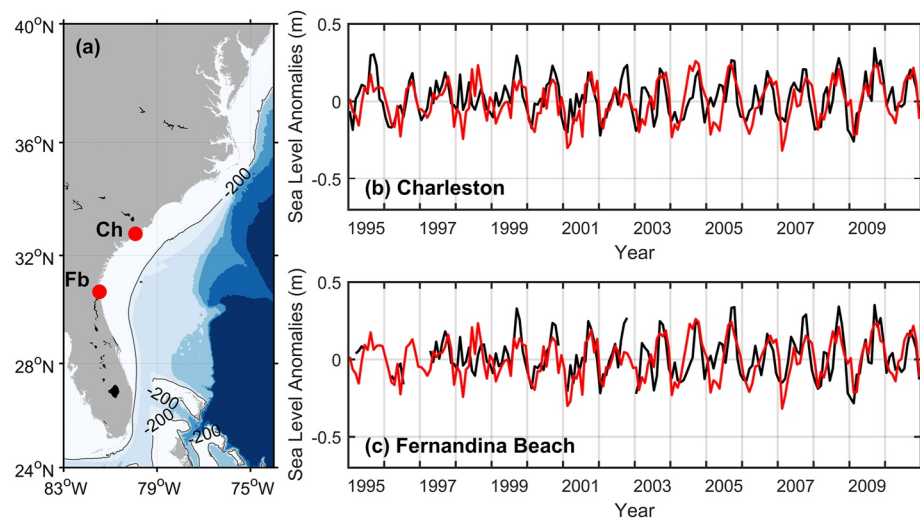 (a)
40°N
36°N
32°N
28°N
24°N
83°W
79°W
75°W
Ch
Fb
-200
-200
-200
-200
Sea Level Anomalies (m)
0.5
0
-0.5
(b) Charleston
1995 1997 1999 2001 2003 2005 2007 2009
Year
Sea Level Anomalies (m)
0.5
0
-0.5
(c) Fernandina Beach
1995 1997 1999 2001 2003 2005 2007 2009
Year